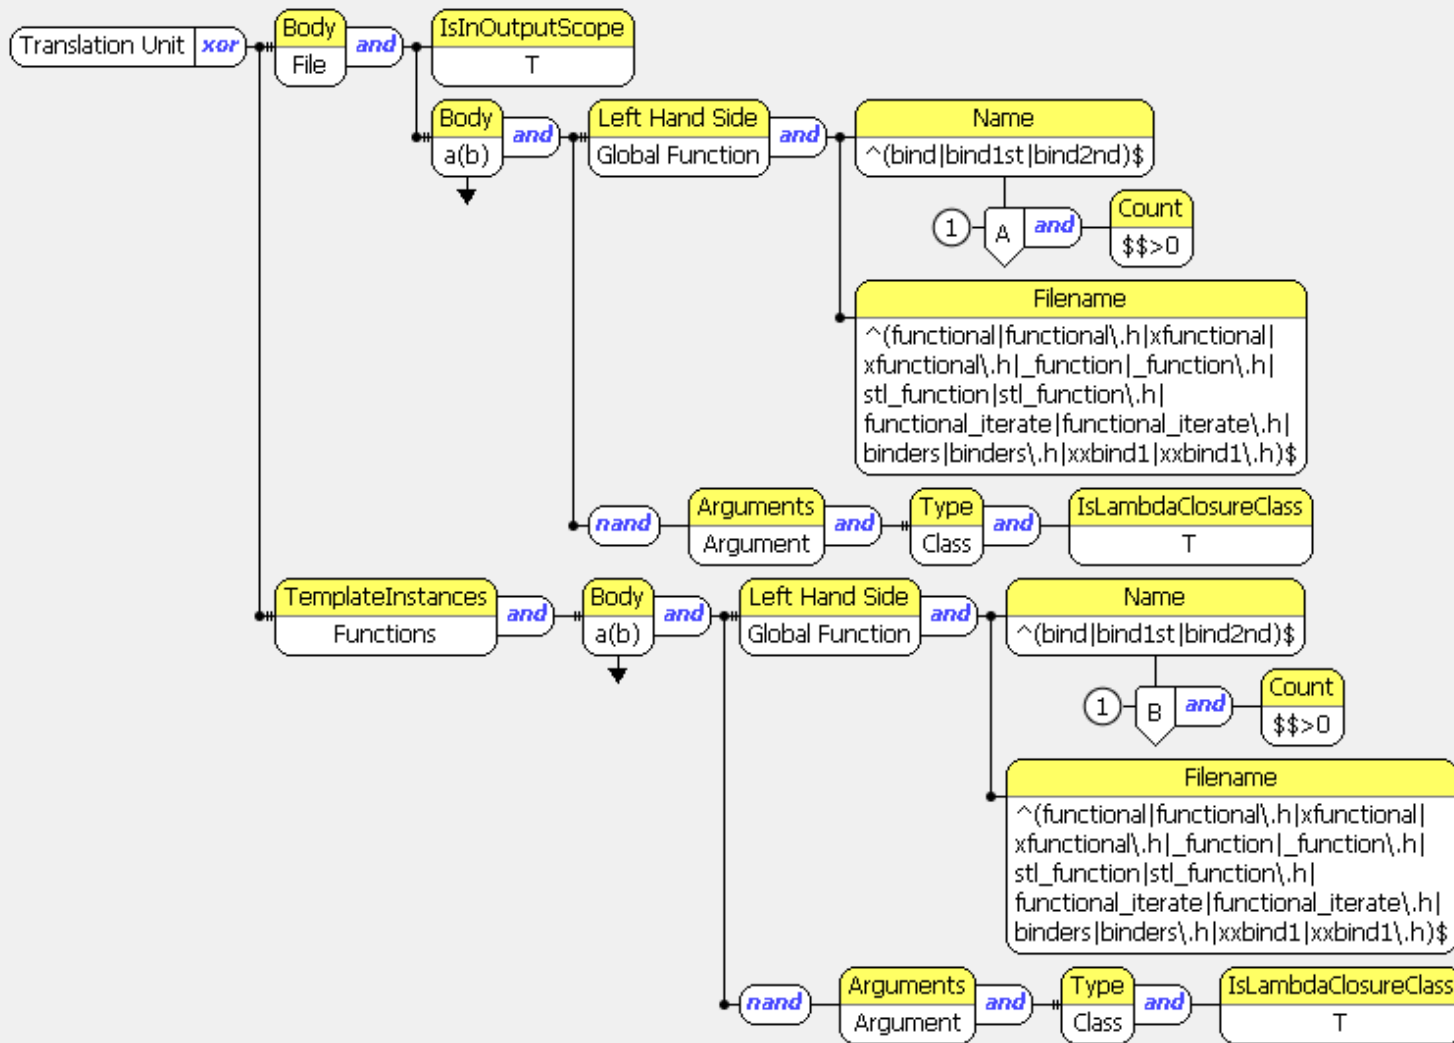 Translation Unit xor
Body
File
and
IsInOutputScope
T
Body
a(b)
and
Left Hand Side
Global Function
and
Name
^(bind|bind1st|bind2nd)$
1
A
and
Count
$$>0
Filename
^(functional|functional\.h|xfunctional|
xfunctional\.h|_function|_function\.h|
stl_function|stl_function\.h|
functional_iterate|functional_iterate\.h|
binders|binders\.h|xxbind1|xxbind1\.h)$
nand
Arguments
Argument
and
Type
Class
and
IsLambdaClosureClass
T
TemplateInstances
Functions
and
Body
a(b)
and
Left Hand Side
Global Function
and
Name
^(bind|bind1st|bind2nd)$
1
B
and
Count
$$>0
Filename
^(functional|functional\.h|xfunctional|
xfunctional\.h|_function|_function\.h|
stl_function|stl_function\.h|
functional_iterate|functional_iterate\.h|
binders|binders\.h|xxbind1|xxbind1\.h)$
nand
Arguments
Argument
and
Type
Class
and
IsLambdaClosureClass
T